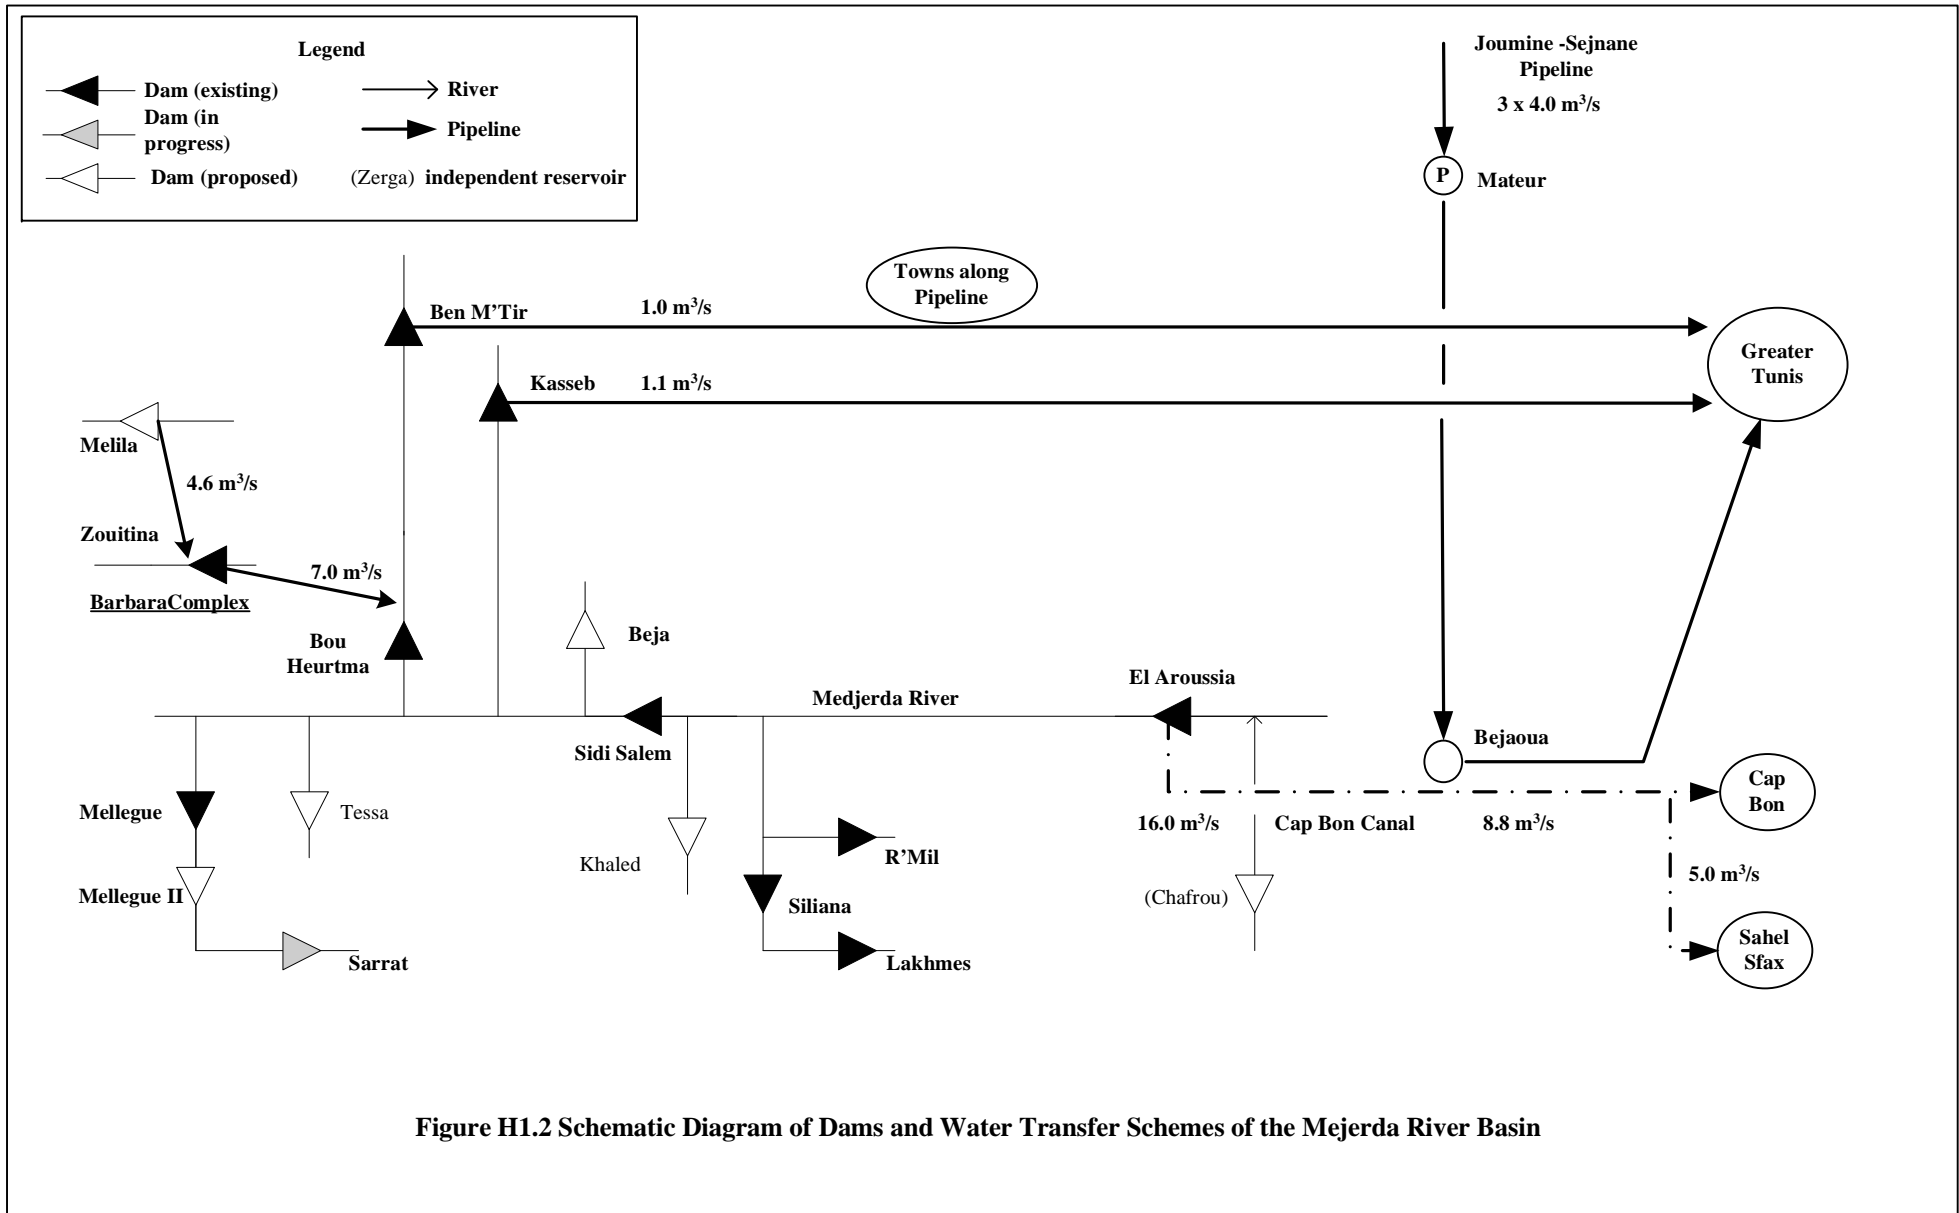 Legend
Dam (existing)
River
Dam (in
progress)
Pipeline
Dam (proposed)
(Zerga) independent reservoir
Joumine -Sejnane
Pipeline
3 x 4.0 m³/s
P
Mateur
Towns along
Pipeline
Ben M’Tir
1.0 m³/s
Greater
Tunis
Kasseb
1.1 m³/s
Melila
4.6 m³/s
Zouitina
7.0 m³/s
BarbaraComplex
Bou
Heurtma
Beja
El Aroussia
Medjerda River
Sidi Salem
Bejaoua
Cap
Bon
Mellegue
Tessa
16.0 m³/s
Cap Bon Canal
8.8 m³/s
Khaled
R’Mil
5.0 m³/s
Mellegue II
Siliana
(Chafrou)
Sarrat
Lakhmes
Sahel
Sfax
Figure H1.2 Schematic Diagram of Dams and Water Transfer Schemes of the Mejerda River Basin